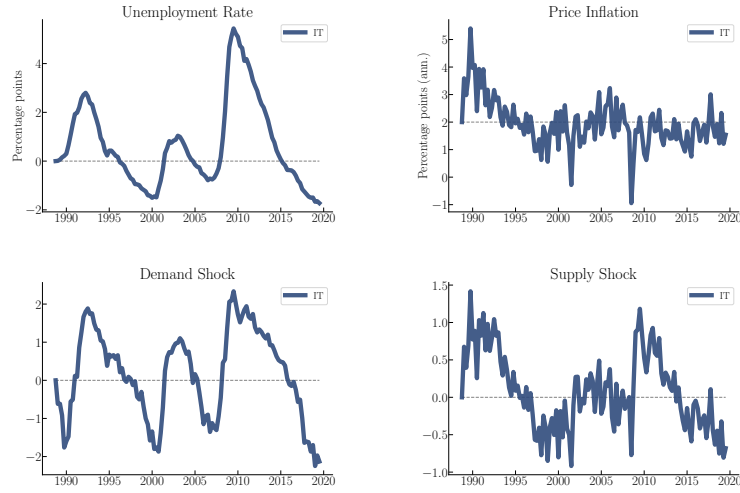 Unemployment Rate
IT
Percentage points
4
2
0
−2
1990 1995 2000 2005 2010 2015 2020
Price Inflation
IT
Percentage points (ann.)
5
4
3
2
1
0
−1
1990 1995 2000 2005 2010 2015 2020
Demand Shock
IT
2
1
0
−1
−2
1990 1995 2000 2005 2010 2015 2020
Supply Shock
IT
1.5
1.0
0.5
0.0
−0.5
−1.0
1990 1995 2000 2005 2010 2015 2020